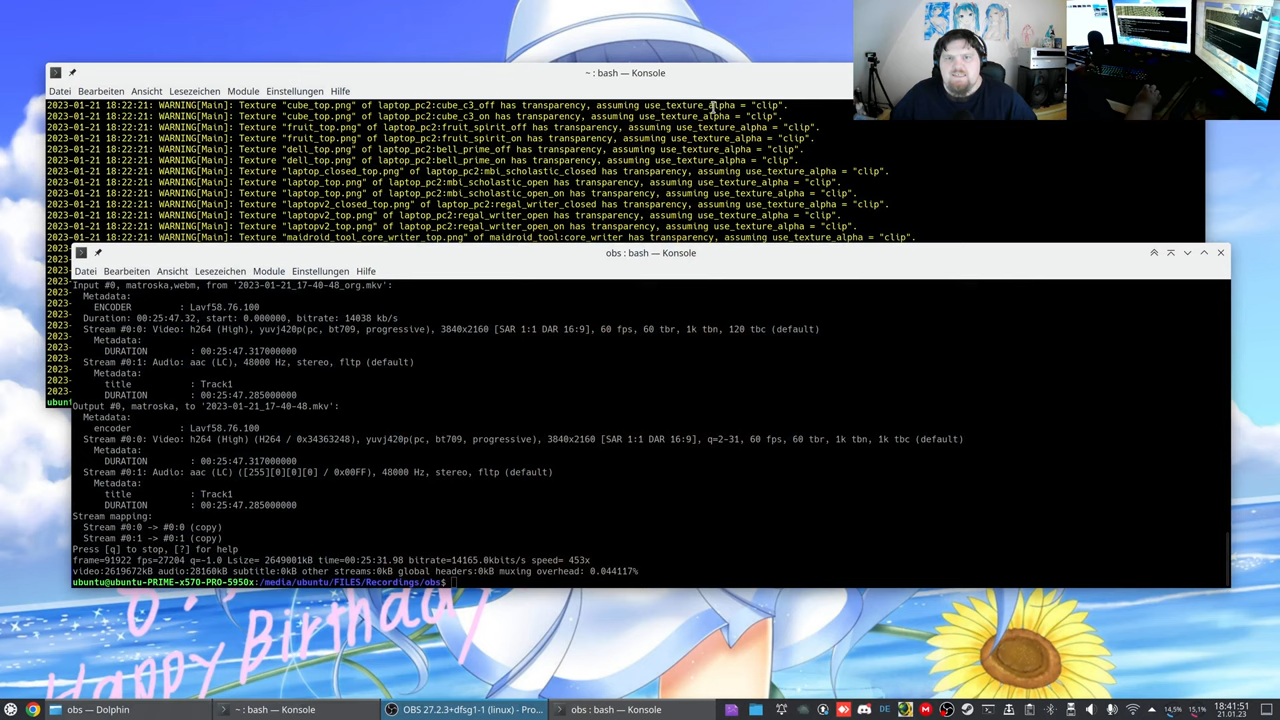 ~ : bash — Konsole
Datei Bearbeiten Ansicht Lesezeichen Module Einstellungen Hilfe
2023-01-21 18:22:21: WARNING[Main]: Texture "cube_top.png" of laptop_pc2:cube_c3_off has transparency, assuming use_texture_alpha = "clip".
2023-01-21 18:22:21: WARNING[Main]: Texture "cube_top.png" of laptop_pc2:cube_c3_on has transparency, assuming use_texture_alpha = "clip".
2023-01-21 18:22:21: WARNING[Main]: Texture "fruit_top.png" of laptop_pc2:fruit_spirit_off has transparency, assuming use_texture_alpha = "clip".
2023-01-21 18:22:21: WARNING[Main]: Texture "fruit_top.png" of laptop_pc2:fruit_spirit_on has transparency, assuming use_texture_alpha = "clip".
2023-01-21 18:22:21: WARNING[Main]: Texture "dell_top.png" of laptop_pc2:bell_prime_off has transparency, assuming use_texture_alpha = "clip".
2023-01-21 18:22:21: WARNING[Main]: Texture "dell_top.png" of laptop_pc2:bell_prime_on has transparency, assuming use_texture_alpha = "clip".
2023-01-21 18:22:21: WARNING[Main]: Texture "laptop_closed_top.png" of laptop_pc2:mbi_scholastic_closed has transparency, assuming use_texture_alpha = "clip".
2023-01-21 18:22:21: WARNING[Main]: Texture "laptop_top.png" of laptop_pc2:mbi_scholastic_open has transparency, assuming use_texture_alpha = "clip".
2023-01-21 18:22:21: WARNING[Main]: Texture "laptop_top.png" of laptop_pc2:mbi_scholastic_on has transparency, assuming use_texture_alpha = "clip".
2023-01-21 18:22:21: WARNING[Main]: Texture "laptopv2_closed_top.png" of laptop_pc2:regal_writer_closed has transparency, assuming use_texture_alpha = "clip".
2023-01-21 18:22:21: WARNING[Main]: Texture "laptopv2_top.png" of laptop_pc2:regal_writer_open has transparency, assuming use_texture_alpha = "clip".
2023-01-21 18:22:21: WARNING[Main]: Texture "laptopv2_top.png" of laptop_pc2:regal_writer_on has transparency, assuming use_texture_alpha = "clip".
2023-01-21 18:22:21: WARNING[Main]: Texture "maidroid_tool_core_writer_top.png" of maidroid_tool:core_writer has transparency, assuming use_texture_alpha = "clip".
2023-
2023-
2023-
2023-
2023-
2023-
2023-
2023-
2023-
2023-
2023-
2023-
2023-
2023-
ubunt
obs : bash — Konsole
Datei Bearbeiten Ansicht Lesezeichen Module Einstellungen Hilfe
Input #0, matroska,webm, from '2023-01-21_17-40-48_org.mkv':
Metadata:
ENCODER : Lavf58.76.100
Duration: 00:25:47.32, start: 0.000000, bitrate: 14038 kb/s
Stream #0:0: Video: h264 (High), yuvj420p(pc, bt709, progressive), 3840x2160 [SAR 1:1 DAR 16:9], 60 fps, 60 tbr, 1k tbn, 120 tbc (default)
Metadata:
DURATION : 00:25:47.317000000
Stream #0:1: Audio: aac (LC), 48000 Hz, stereo, fltp (default)
Metadata:
title : Track1
DURATION : 00:25:47.285000000
Output #0, matroska, to '2023-01-21_17-40-48.mkv':
Metadata:
encoder : Lavf58.76.100
Stream #0:0: Video: h264 (High) (H264 / 0x34363248), yuvj420p(pc, bt709, progressive), 3840x2160 [SAR 1:1 DAR 16:9], q=2-31, 60 fps, 60 tbr, 1k tbn, 1k tbc (default)
Metadata:
DURATION : 00:25:47.317000000
Stream #0:1: Audio: aac (LC) ([255][0][0][0] / 0x00FF), 48000 Hz, stereo, fltp (default)
Metadata:
title : Track1
DURATION : 00:25:47.285000000
Stream mapping:
Stream #0:0 -> #0:0 (copy)
Stream #0:1 -> #0:1 (copy)
Press [q] to stop, [?] for help
frame=91922 fps=27204 q=-1.0 Lsize= 2649001kB time=00:25:31.98 bitrate=14165.0kbits/s speed= 453x
video:2619672kB audio:28160kB subtitle:0kB other streams:0kB global headers:0kB muxing overhead: 0.044117%
ubuntu@ubuntu-PRIME-x570-PRO-5950x:/media/ubuntu/FILES/Recordings/obs$
Happy Birthday
obs — Dolphin
~ : bash — Konsole
OBS 27.2.3+dfsg1-1 (linux) - Pro...
obs : bash — Konsole
DE
14,5% 15,1%
18:41:51
21.01.23